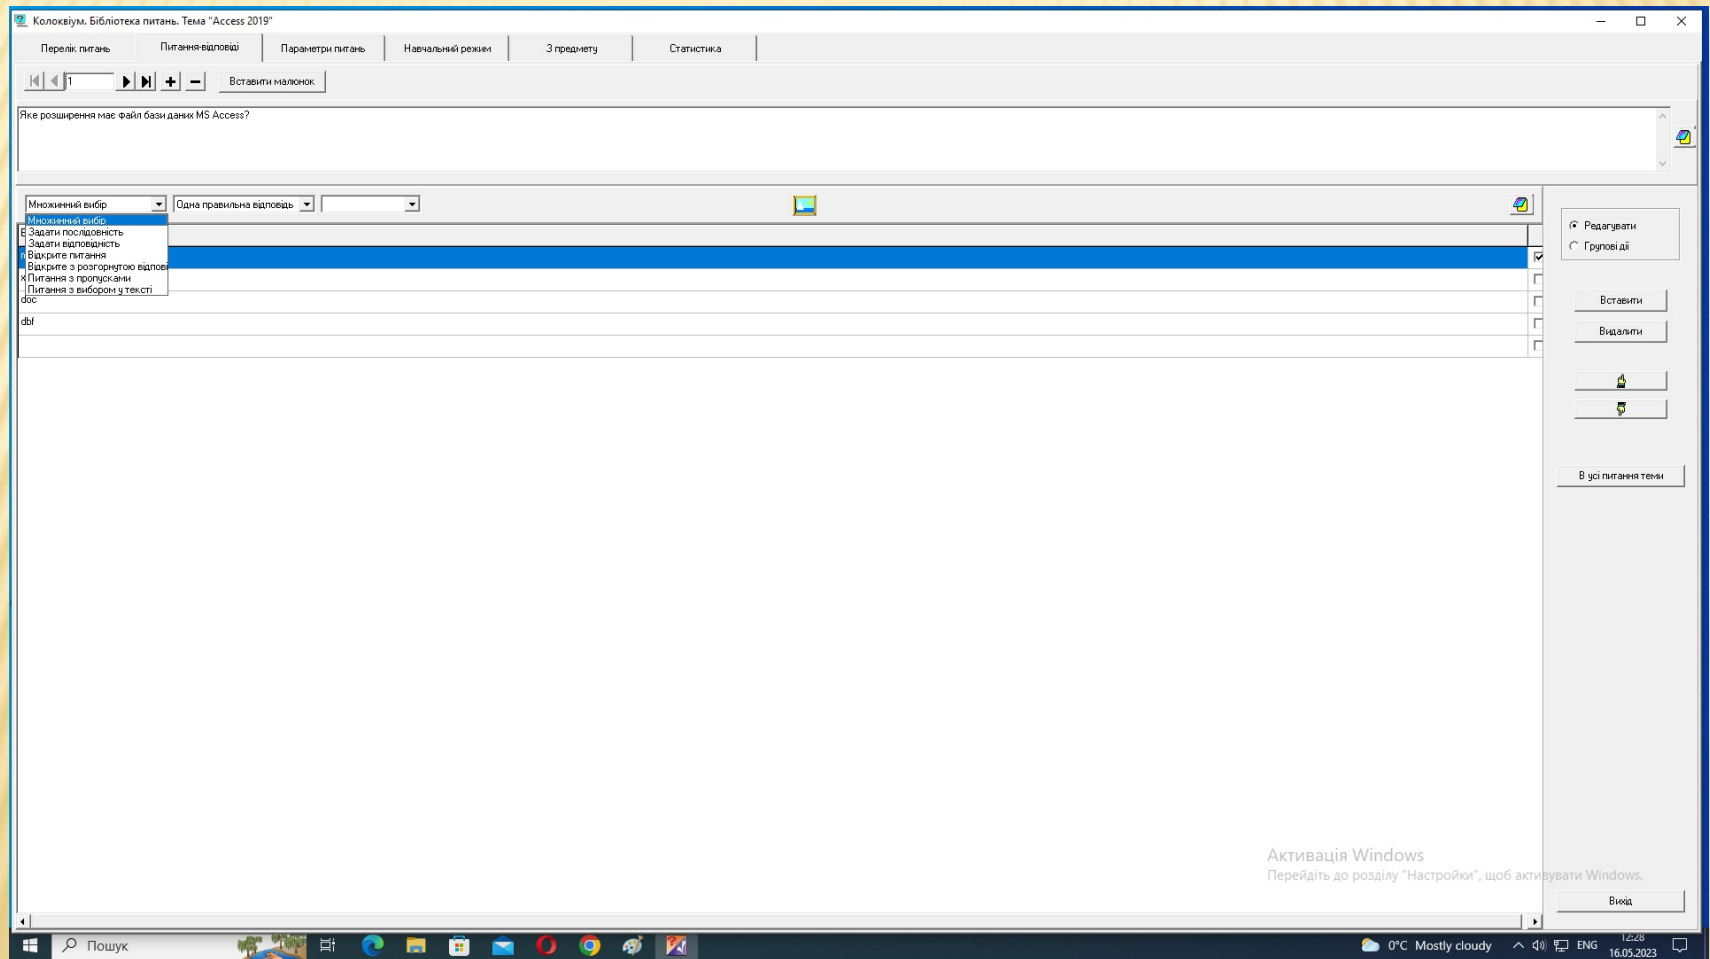 Колоквіум. Бібліотека питань. Тема "Access 2019"
Перелік питань
Питання-відповіді
Параметри питань
Навчальний режим
З предмету
Статистика
1
Вставити малюнок
Яке розширення має файл бази даних MS Access?
Множинний вибір
Одна правильна відповідь
Множинний вибір
Задати послідовність
Задати відповідність
Відкрите питання
Відкрите з розгорнутою відпові
Питання з пропусками
Питання з вибором у тексті
doc
dbf
Редагувати
Групові дії
Вставити
Видалити
В усі питання теми
Активація Windows
Перейдіть до розділу "Настройки", щоб активувати Windows.
Вихід
Пошук
0°C Mostly cloudy
ENG
12:28
16.05.2023